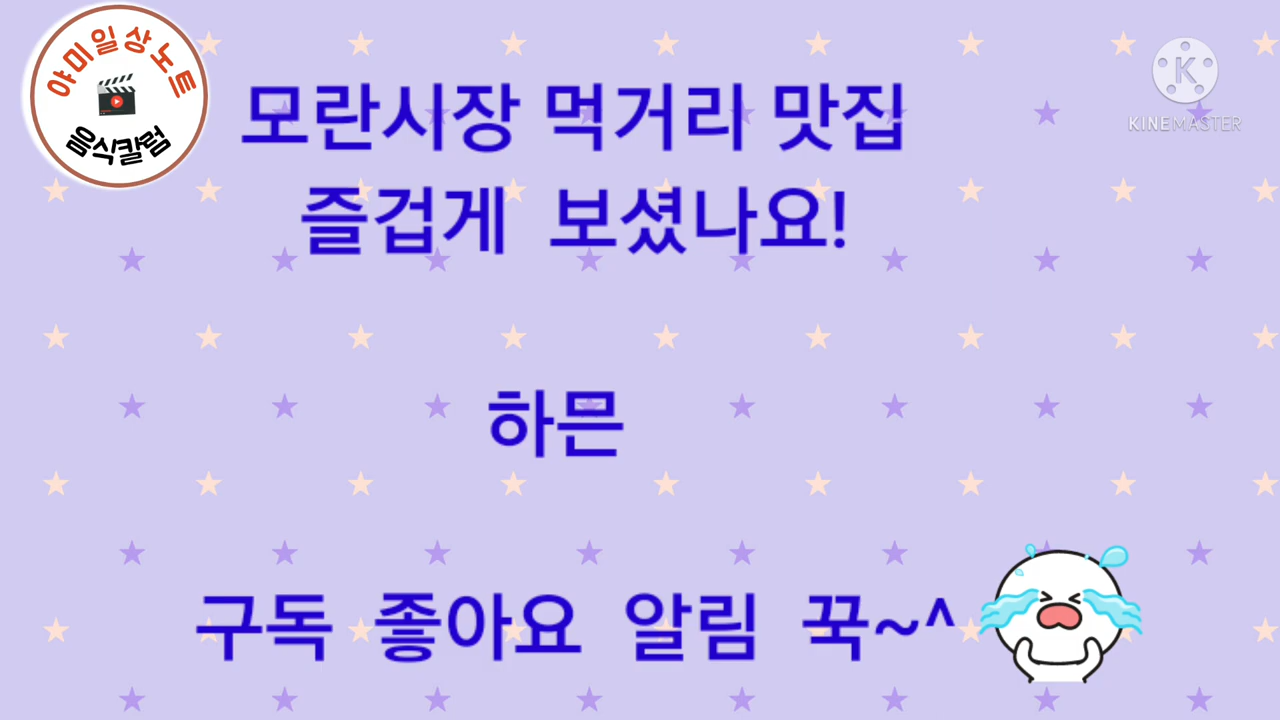 야미일상노트
음식칼럼
KINEMASTER
모란시장 먹거리 맛집
즐겁게 보셨나요!
하믄
구독 좋아요 알림 꾹~^